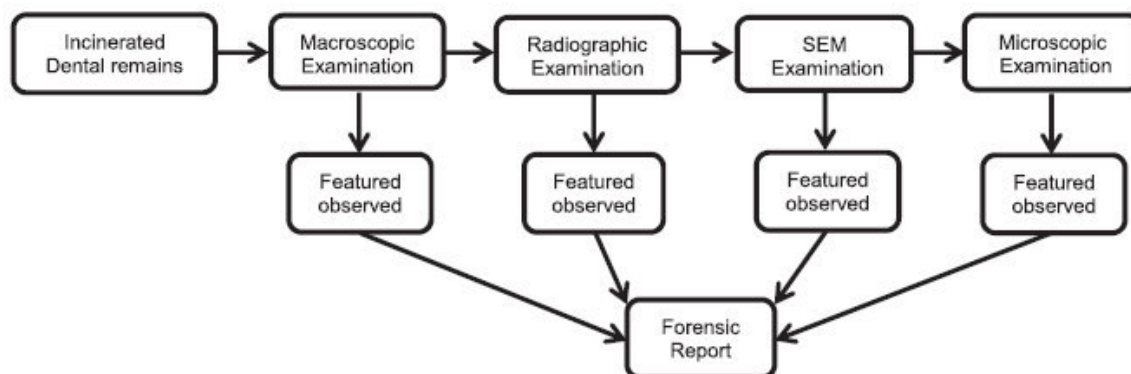 Incinerated
Dental remains
Macroscopic
Examination
Radiographic
Examination
SEM
Examination
Microscopic
Examination
Featured
observed
Featured
observed
Featured
observed
Featured
observed
Forensic
Report